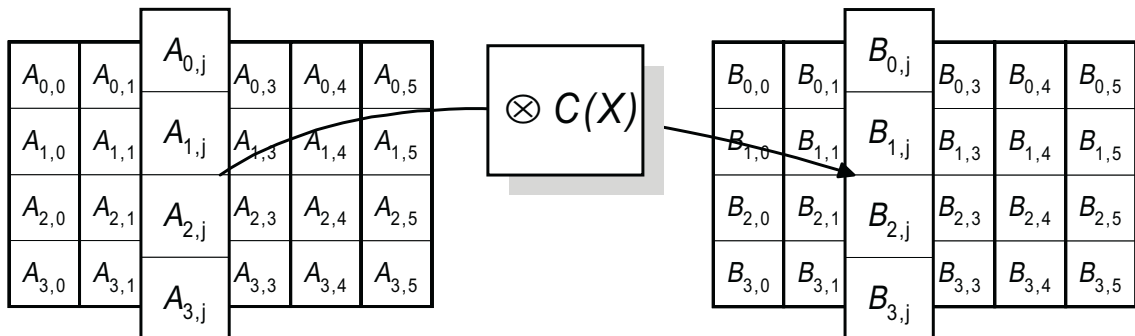 A0,0 A0,1 A0,j A0,3 A0,4 A0,5
A1,0 A1,1 A1,j A1,3 A1,4 A1,5
A2,0 A2,1 A2,j A2,3 A2,4 A2,5
A3,0 A3,1 A3,j A3,3 A3,4 A3,5
⊗ C(X)
B0,0 B0,1 B0,j B0,3 B0,4 B0,5
B1,0 B1,1 B1,j B1,3 B1,4 B1,5
B2,0 B2,1 B2,j B2,3 B2,4 B2,5
B3,0 B3,1 B3,j B3,3 B3,4 B3,5